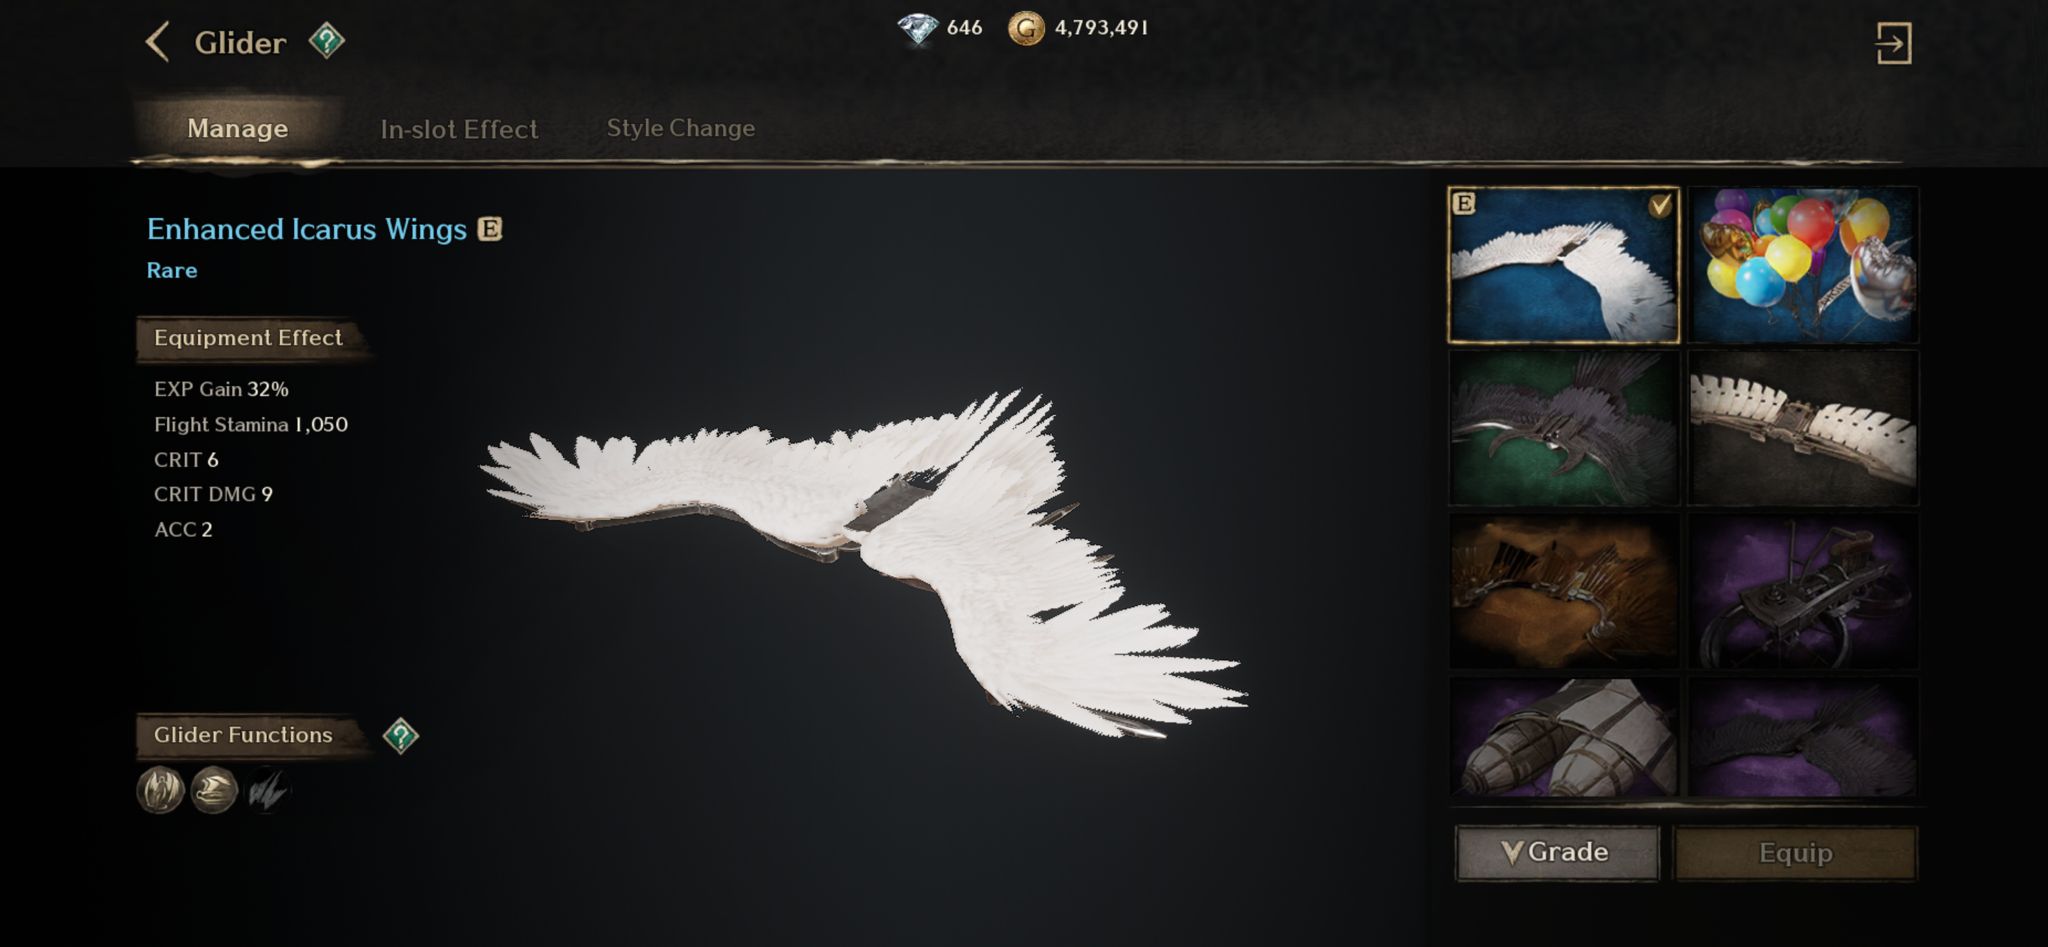 Glider
646
4,793,491
Manage
In-slot Effect
Style Change
Enhanced Icarus Wings E
Rare
Equipment Effect
EXP Gain 32%
Flight Stamina 1,050
CRIT 6
CRIT DMG 9
ACC 2
Glider Functions
E
Grade
Equip